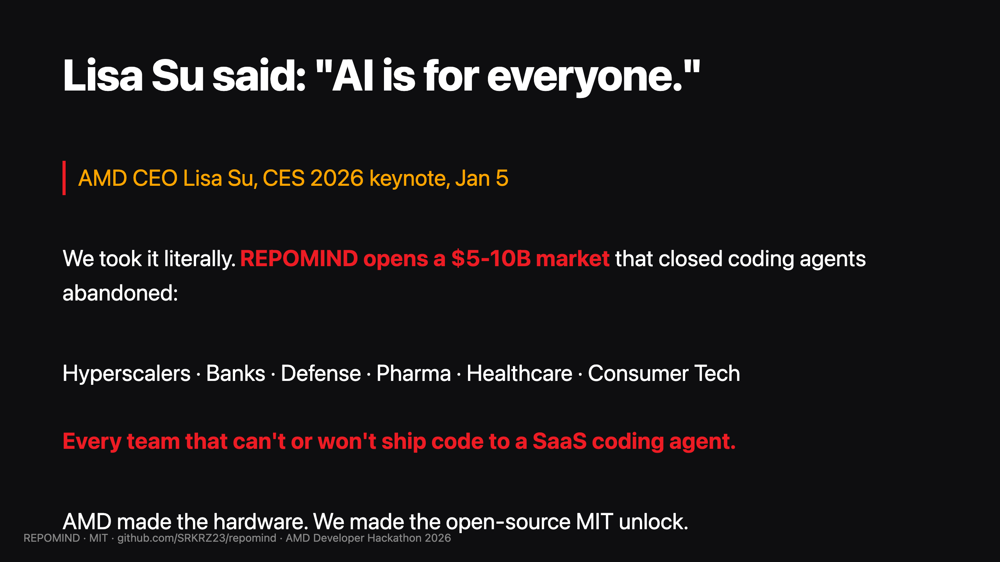 Lisa Su said: "AI is for everyone."
AMD CEO Lisa Su, CES 2026 keynote, Jan 5
We took it literally. REPOMIND opens a $5-10B market that closed coding agents
abandoned:
Hyperscalers · Banks · Defense · Pharma · Healthcare · Consumer Tech
Every team that can't or won't ship code to a SaaS coding agent.
AMD made the hardware. We made the open-source MIT unlock.
REPOMIND · MIT · github.com/SRKRZ23/repomind · AMD Developer Hackathon 2026